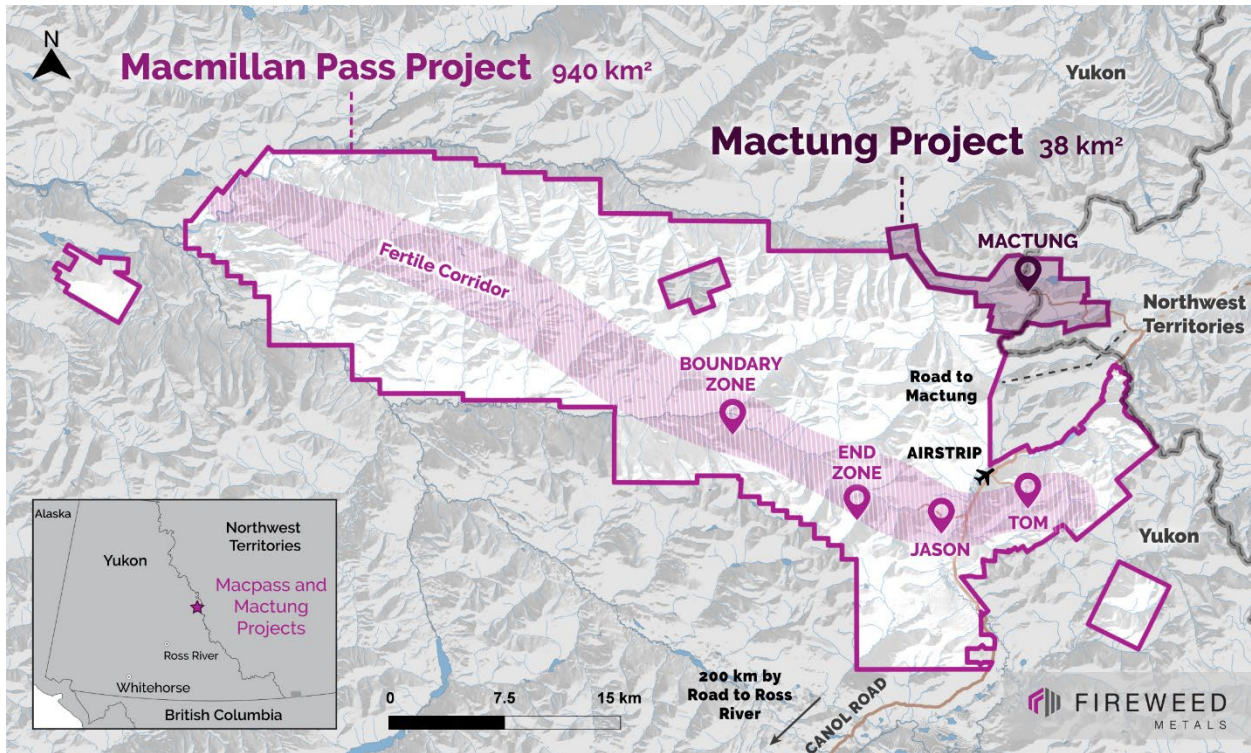 N
Macmillan Pass Project 940 km²
Yukon
Mactung Project 38 km²
MACTUNG
Northwest
Territories
Fertile Corridor
BOUNDARY
ZONE
Road to
Mactung
END
ZONE
AIRSTRIP
TOM
JASON
Yukon
Alaska
Northwest
Territories
Yukon
Macpass and
Mactung
Projects
Ross River
Whitehorse
British Columbia
0 7.5 15 km
200 km by
Road to Ross
River
CANOL ROAD
FIREWEED
METALS